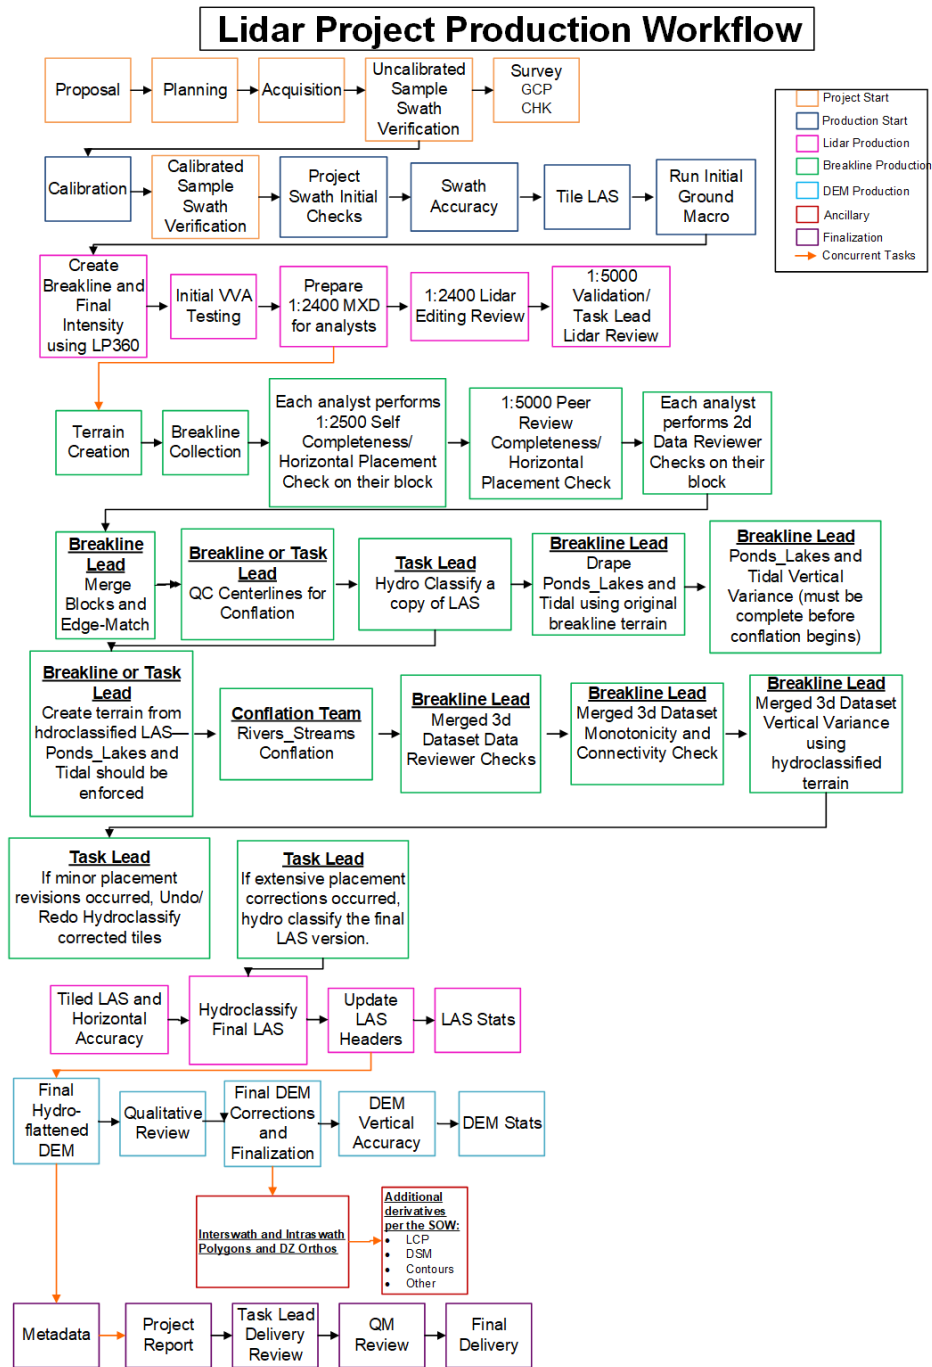 Lidar Project Production Workflow
Proposal
Planning
Acquisition
Uncalibrated
Sample
Swath
Verification
Survey
GCP
CHK
Project Start
Production Start
Lidar Production
Breakline Production
DEM Production
Ancillary
Finalization
Concurrent Tasks
Calibration
Calibrated
Sample
Swath
Verification
Project
Swath Initial
Checks
Swath
Accuracy
Tile LAS
Run Initial
Ground
Macro
Create
Breakline and
Final
Intensity
using LP360
Initial VVA
Testing
Prepare
1:2400 MXD
for analysts
1:2400 Lidar
Editing Review
1:5000
Validation/
Task Lead
Lidar Review
Terrain
Creation
Breakline
Collection
Each analyst performs
1:2500 Self
Completeness/
Horizontal Placement
Check on their block
1:5000 Peer
Review
Completeness/
Horizontal
Placement Check
Each analyst
performs 2d
Data Reviewer
Checks on their
block
Breakline
Lead
Merge
Blocks and
Edge-Match
Breakline or Task
Lead
QC Centerlines for
Conflation
Task Lead
Hydro Classify a
copy of LAS
Breakline Lead
Drape
Ponds_Lakes and
Tidal using original
breakline terrain
Breakline Lead
Ponds_Lakes and
Tidal Vertical
Variance (must be
complete before
conflation begins)
Breakline or Task
Lead
Create terrain from
hdroclassified LAS—
Ponds_Lakes and
Tidal should be
enforced
Conflation Team
Rivers_Streams
Conflation
Breakline Lead
Merged 3d
Dataset Data
Reviewer Checks
Breakline Lead
Merged 3d Dataset
Monotonicity and
Connectivity Check
Breakline Lead
Merged 3d Dataset
Vertical Variance
using
hydroclassified
terrain
Task Lead
If minor placement
revisions occurred, Undo/
Redo Hydroclassify
corrected tiles
Task Lead
If extensive placement
corrections occurred,
hydro classify the final
LAS version.
Tiled LAS and
Horizontal
Accuracy
Hydroclassify
Final LAS
Update
LAS
Headers
LAS Stats
Final
Hydro-
flattened
DEM
Qualitative
Review
Final DEM
Corrections
and
Finalization
DEM
Vertical
Accuracy
DEM Stats
Interswath and Intraswath
Polygons and DZ Orthos
Additional
derivatives
per the SOW:
• LCP
• DSM
• Contours
• Other
Metadata
Project
Report
Task Lead
Delivery
Review
QM
Review
Final
Delivery